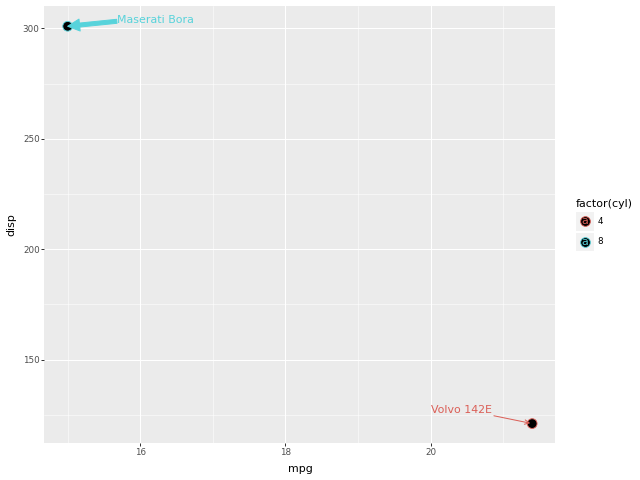 300
Maserati Bora
250
200
150
disp
Volvo 142E
16
18
20
mpg
factor(cyl)
a 4
a 8